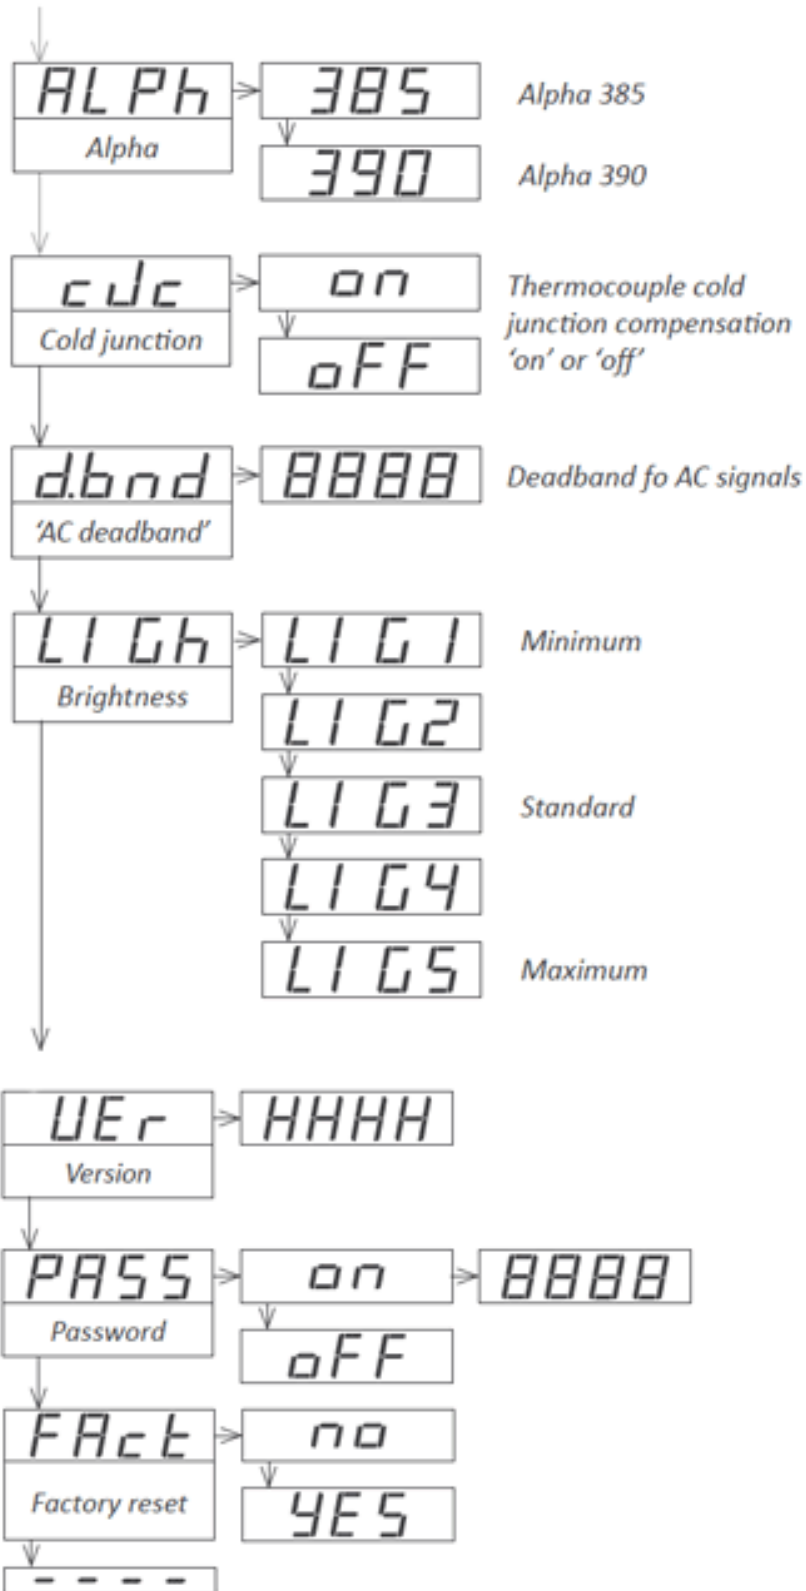 ALPh 385 Alpha 385
Alpha
390 Alpha 390
cJc on Thermocouple cold
junction compensation
Cold junction
oFF ‘on’ or ‘off’
d.bnd 8888 Deadband fo AC signals
‘AC deadband’
LIGh LIG1 Minimum
Brightness
LIG2
LIG3 Standard
LIG4
LIG5 Maximum
VEr HHHH
Version
PASS on 8888
Password
oFF
FAct no
Factory reset
YES
----